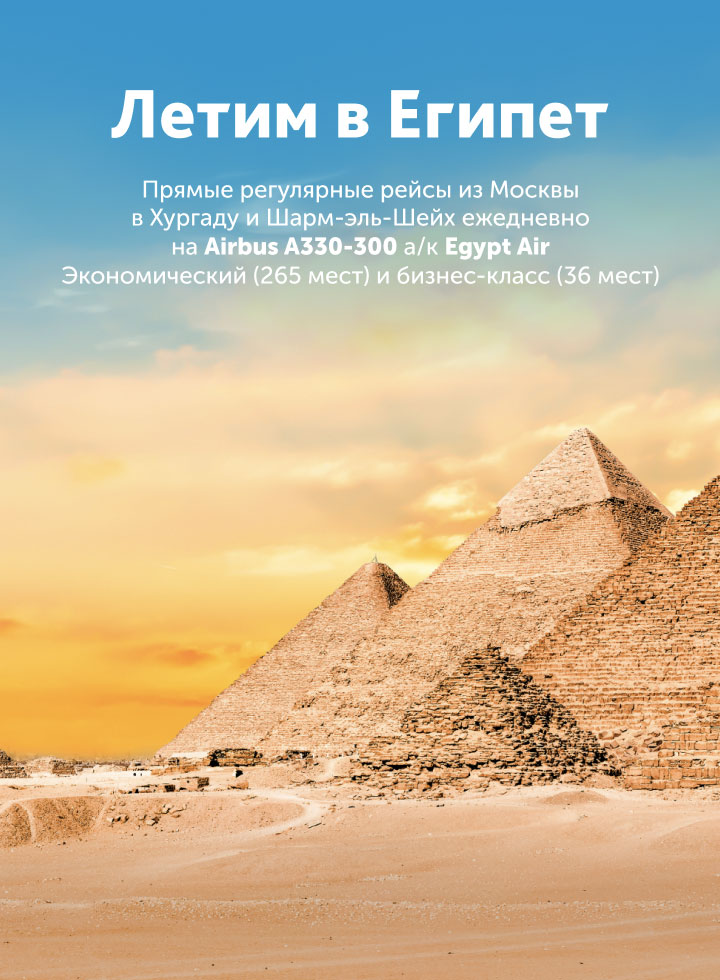 Летим в Египет
Прямые регулярные рейсы из Москвы
в Хургаду и Шарм-эль-Шейх ежедневно
на Airbus A330-300 а/к Egypt Air
Экономический (265 мест) и бизнес-класс (36 мест)